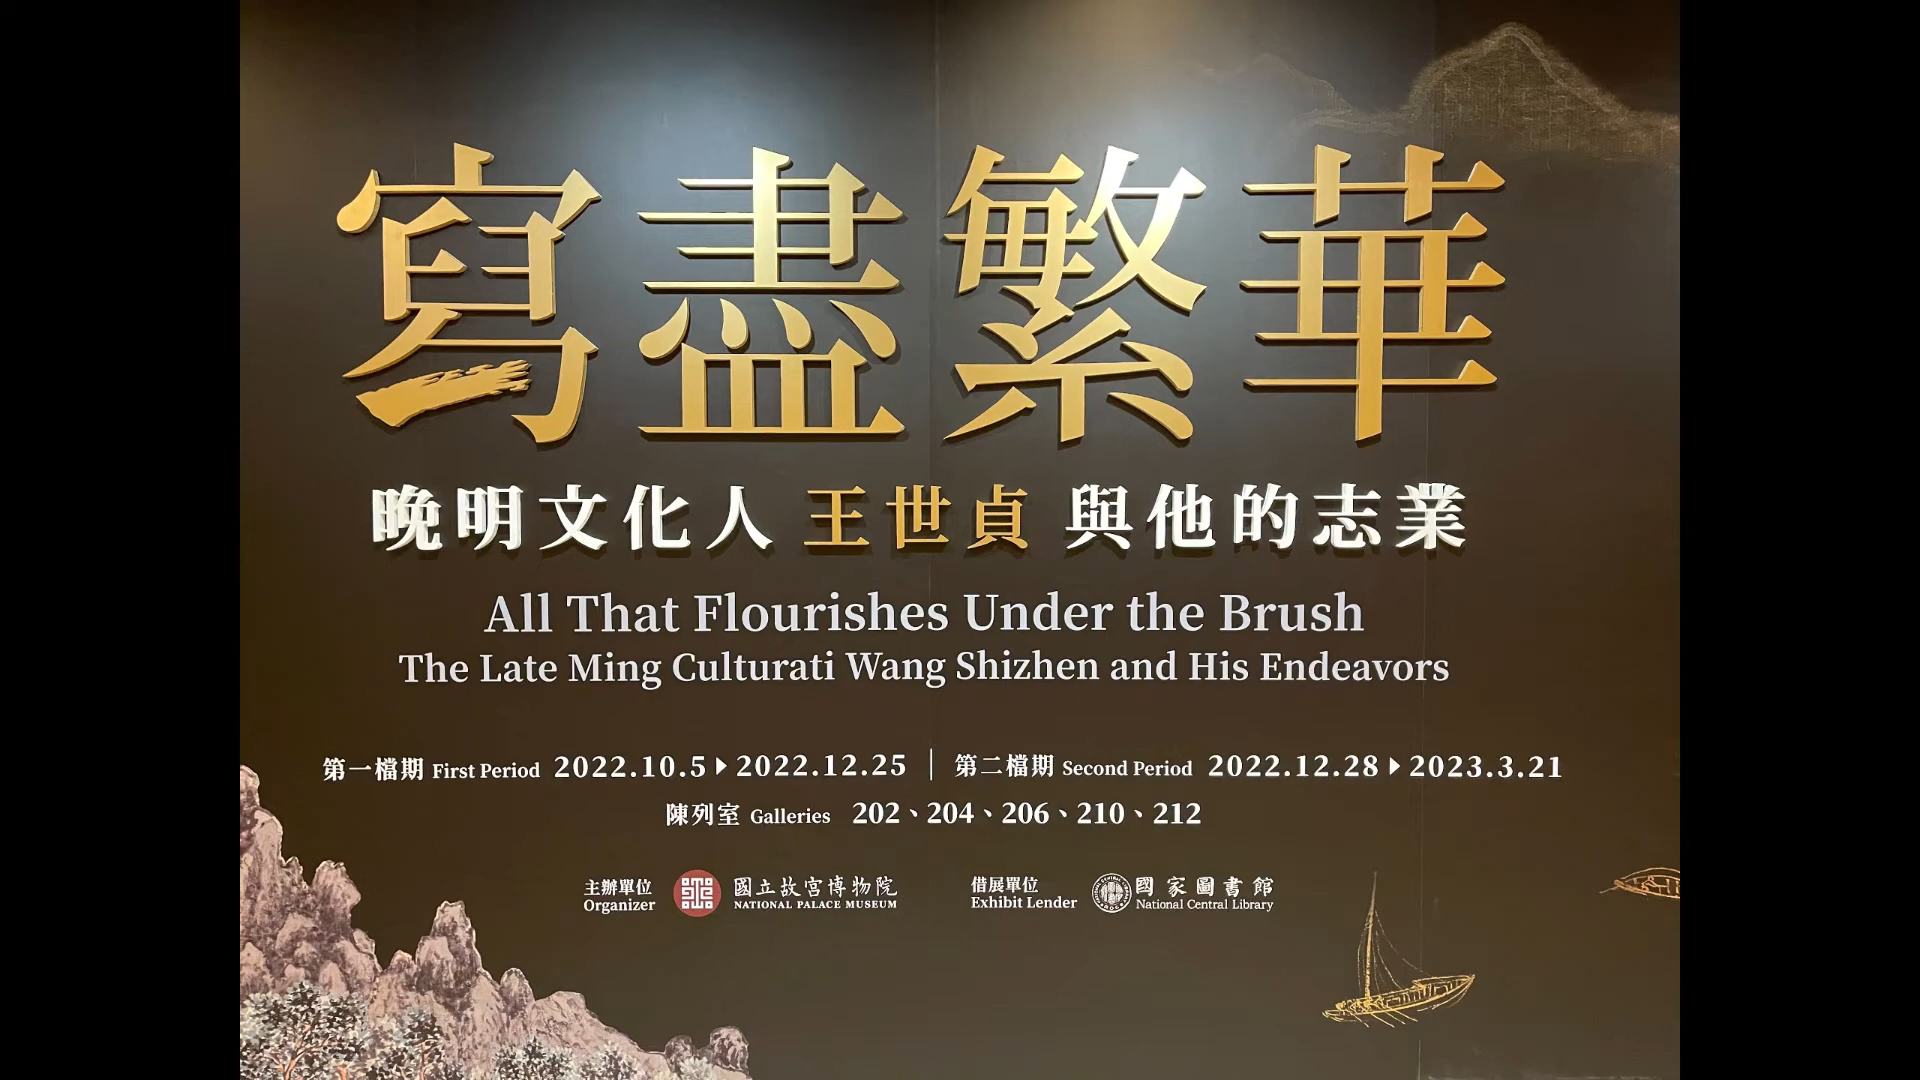 寫盡繁華
晚明文化人 王世貞 與他的志業
All That Flourishes Under the Brush
The Late Ming Culturati Wang Shizhen and His Endeavors
第一檔期 First Period 2022.10.5▶2022.12.25 | 第二檔期 Second Period 2022.12.28▶2023.3.21
陳列室 Galleries 202、204、206、210、212
主辦單位 國立故宮博物院 借展單位 國家圖書館
Organizer NATIONAL PALACE MUSEUM Exhibit Lender National Central Library